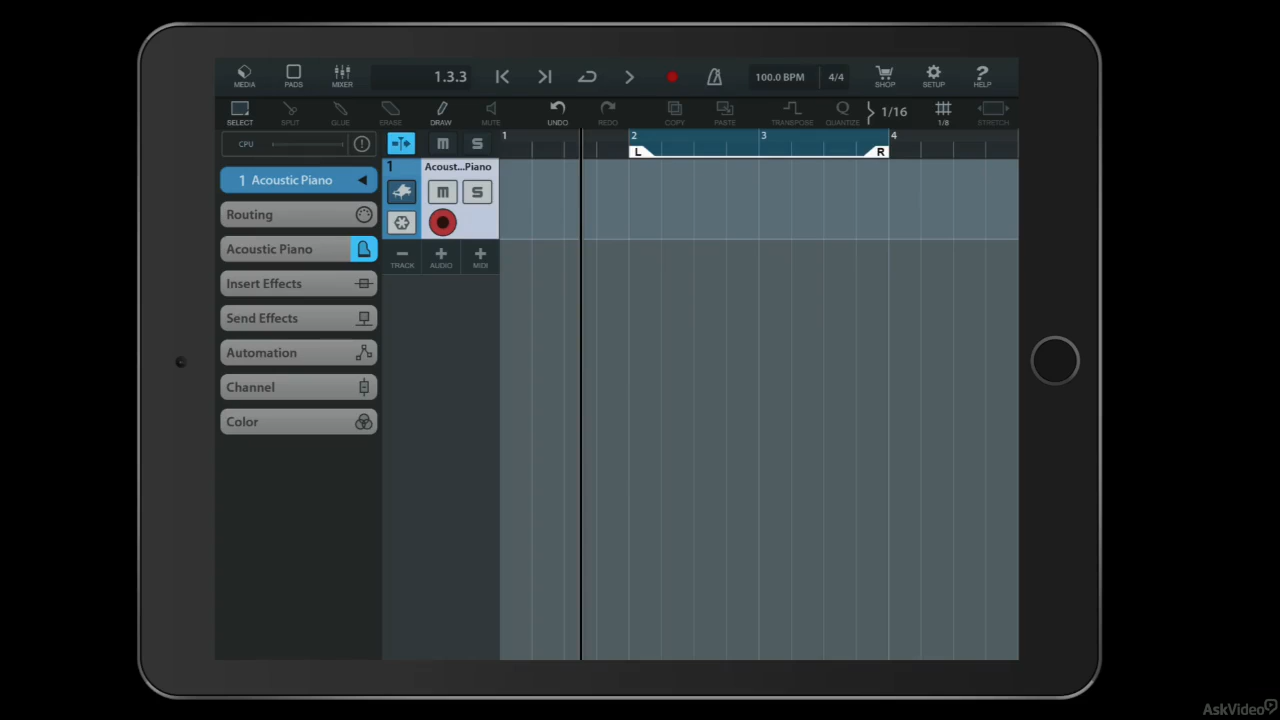 MEDIA PADS MIXER 1.3.3 100.0 BPM 4/4 SHOP SETUP ? HELP
SELECT SPLIT GLUE ERASE DRAW MUTE UNDO REDO COPY PASTE TRANSPOSE Q QUANTIZE 1/16 1/8 STRETCH
CPU ! M S 1 2 3 4
L R
1 Acoust...Piano
1 Acoustic Piano
M S
Routing
Acoustic Piano
TRACK AUDIO MIDI
Insert Effects
Send Effects
Automation
Channel
Color
AskVideo